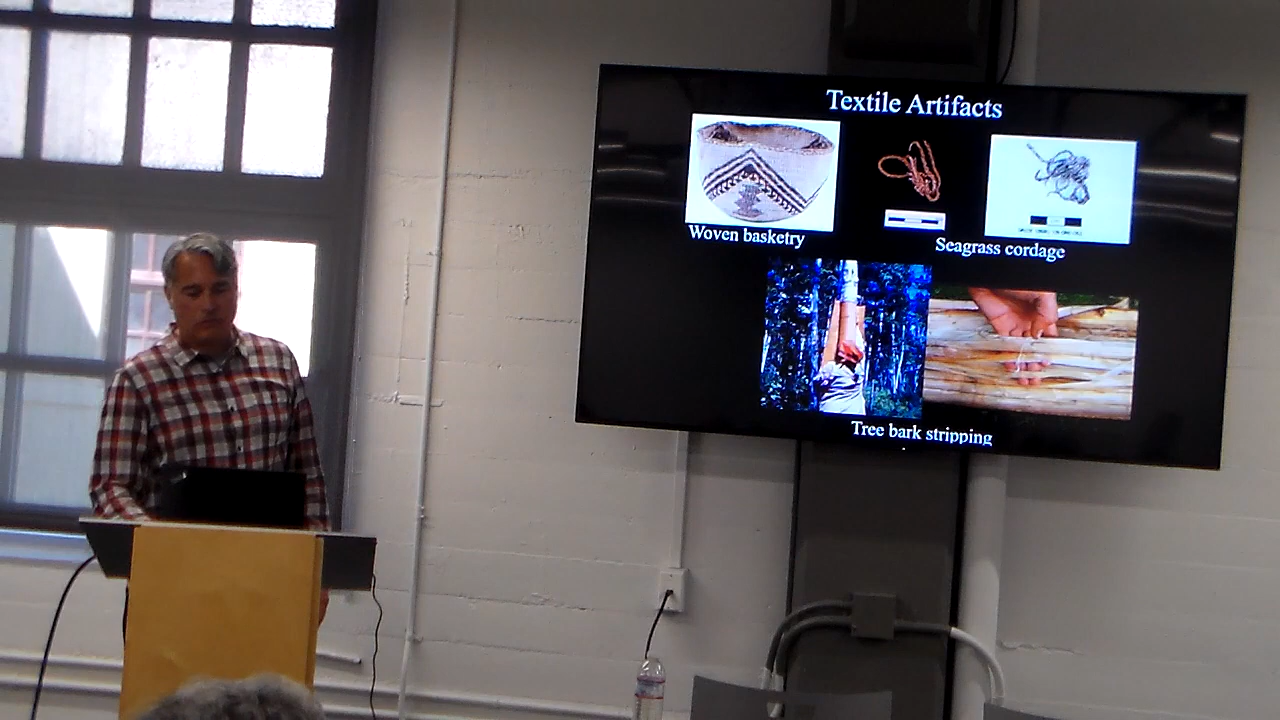 Textile Artifacts
Woven basketry
Seagrass cordage
Tree bark stripping